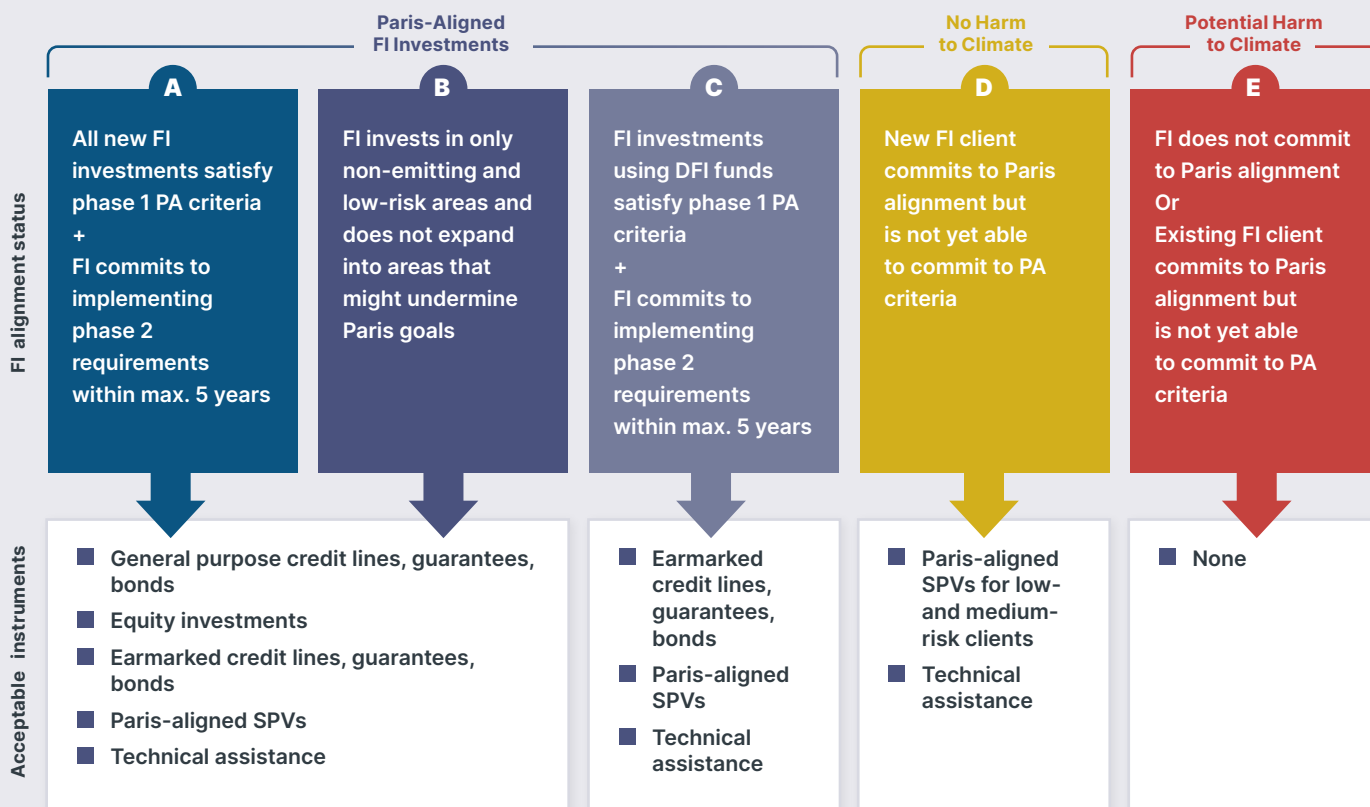 Paris-Aligned
FI Investments
No Harm
to Climate
Potential Harm
to Climate
FI alignment status
A
All new FI
investments satisfy
phase 1 PA criteria
+
FI commits to
implementing
phase 2
requirements
within max. 5 years
B
FI invests in only
non-emitting and
low-risk areas and
does not expand
into areas that
might undermine
Paris goals
C
FI investments
using DFI funds
satisfy phase 1 PA
criteria
+
FI commits to
implementing
phase 2
requirements
within max. 5 years
D
New FI client
commits to Paris
alignment but
is not yet able
to commit to PA
criteria
E
FI does not commit
to Paris alignment
Or
Existing FI client
commits to Paris
alignment but
is not yet able
to commit to PA
criteria
Acceptable instruments
General purpose credit lines, guarantees,
bonds
Equity investments
Earmarked credit lines, guarantees,
bonds
Paris-aligned SPVs
Technical assistance
Earmarked
credit lines,
guarantees,
bonds
Paris-aligned
SPVs
Technical
assistance
Paris-aligned
SPVs for low-
and medium-
risk clients
Technical
assistance
None